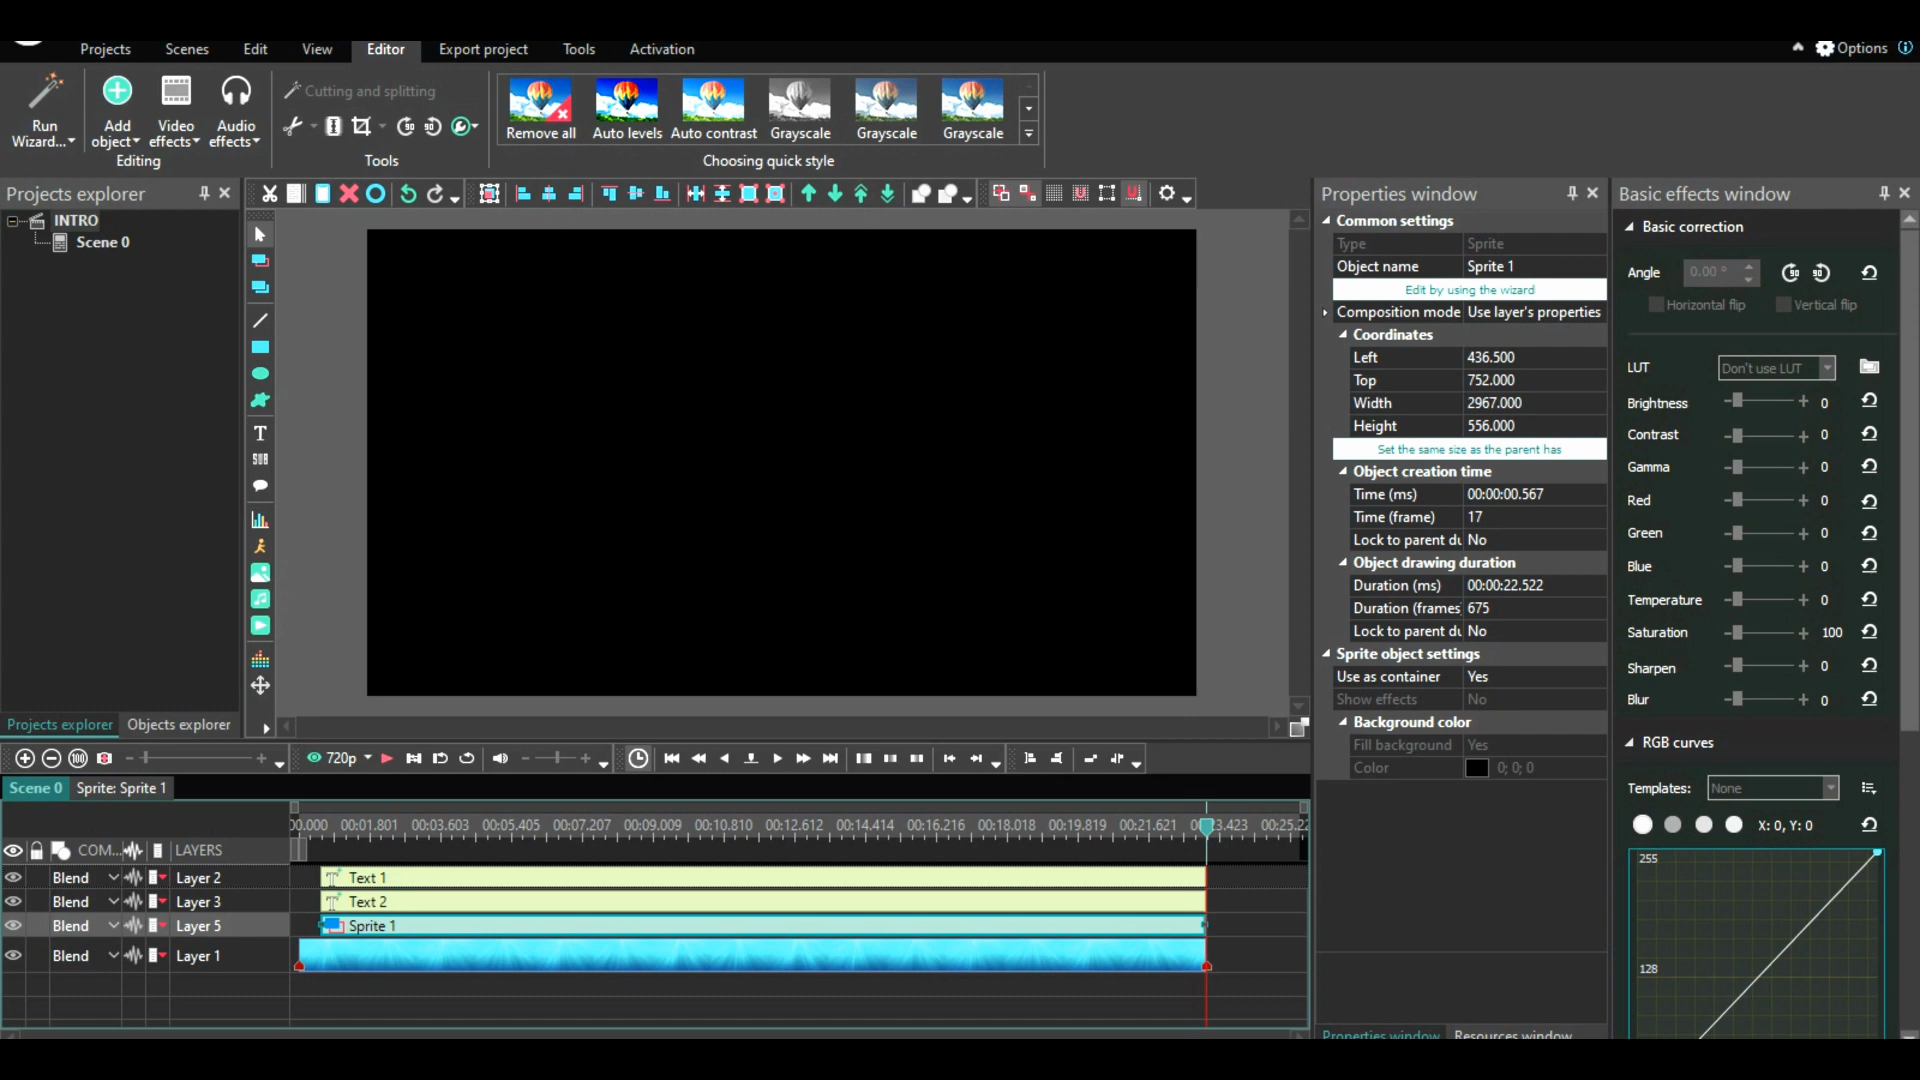 Projects Scenes Edit View Editor Export project Tools Activation Options
Run Wizard...
Add object
Video effects
Audio effects
Editing
Cutting and splitting
Tools
Remove all Auto levels Auto contrast Grayscale Grayscale Grayscale
Choosing quick style
Projects explorer
INTRO
Scene 0
Projects explorer Objects explorer
T
SUB
Properties window
Common settings
Type Sprite
Object name Sprite 1
Edit by using the wizard
Composition mode Use layer's properties
Coordinates
Left 436.500
Top 752.000
Width 2967.000
Height 556.000
Set the same size as the parent has
Object creation time
Time (ms) 00:00:00.567
Time (frame) 17
Lock to parent du No
Object drawing duration
Duration (ms) 00:00:22.522
Duration (frames) 675
Lock to parent du No
Sprite object settings
Use as container Yes
Show effects No
Background color
Fill background Yes
Color 0; 0; 0
Properties window Resources window
Basic effects window
Basic correction
Angle 0.00 ° 90 90
Horizontal flip Vertical flip
LUT Don't use LUT
Brightness 0
Contrast 0
Gamma 0
Red 0
Green 0
Blue 0
Temperature 0
Saturation 100
Sharpen 0
Blur 0
RGB curves
Templates: None
X: 0, Y: 0
255
128
100 720p
Scene 0 Sprite: Sprite 1
00.000 00:01.801 00:03.603 00:05.405 00:07.207 00:09.009 00:10.810 00:12.612 00:14.414 00:16.216 00:18.018 00:19.819 00:21.621 23.423 00:25.22
COM... LAYERS
Blend Layer 2 Text 1
Blend Layer 3 Text 2
Blend Layer 5 Sprite 1
Blend Layer 1